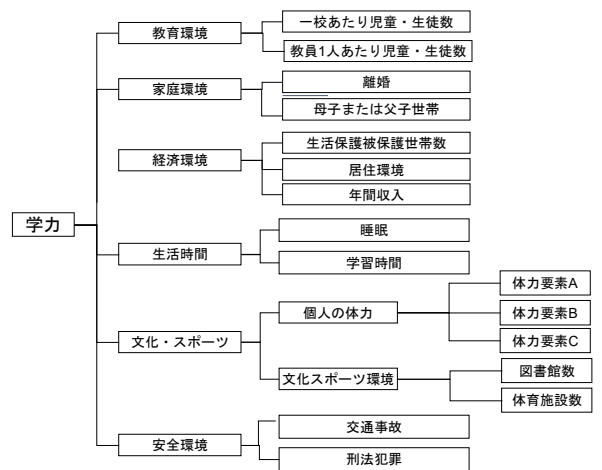 学力
教育環境
一校あたり児童・生徒数
教員1人あたり児童・生徒数
家庭環境
離婚
母子または父子世帯
経済環境
生活保護被保護世帯数
居住環境
年間収入
生活時間
睡眠
学習時間
文化・スポーツ
個人の体力
体力要素A
体力要素B
体力要素C
文化スポーツ環境
図書館数
体育施設数
安全環境
交通事故
刑法犯罪